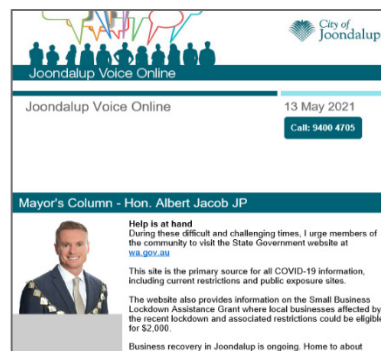 City of
Joondalup
Joondalup Voice Online
Joondalup Voice Online
13 May 2021
Call: 9400 4705
Mayor's Column - Hon. Albert Jacob JP
Help is at hand
During these difficult and challenging times, I urge members of
the community to visit the State Government website at
wa.gov.au
This site is the primary source for all COVID-19 information,
including current restrictions and public exposure sites.
The website also provides information on the Small Business
Lockdown Assistance Grant where local businesses affected by
the recent lockdown and associated restrictions could be eligible
for $2,000.
Business recovery in Joondalup is ongoing. Home to about